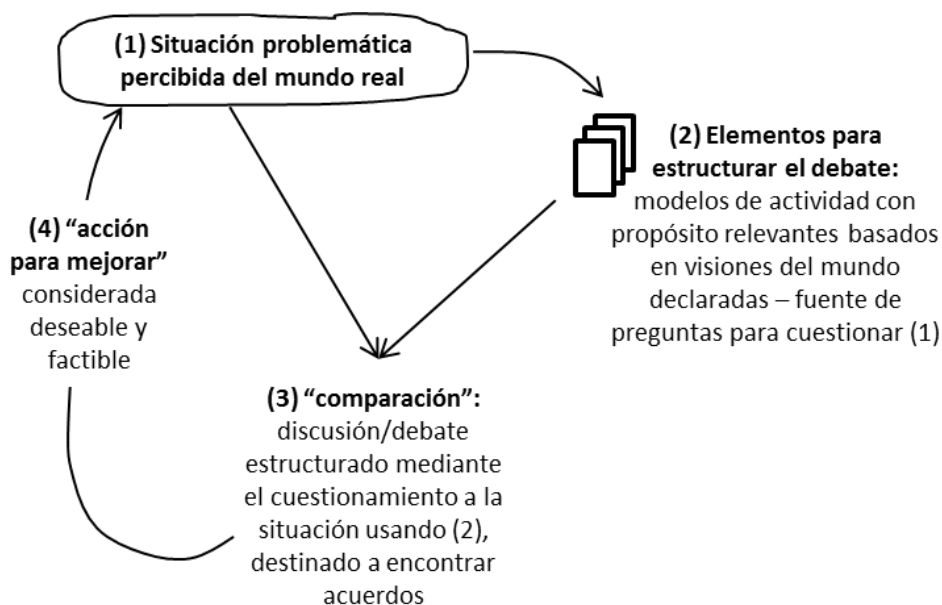 (1) Situación problemática
percibida del mundo real
(2) Elementos para
estructurar el debate:
modelos de actividad con
propósito relevantes basados
en visiones del mundo
declaradas – fuente de
preguntas para cuestionar (1)
(3) “comparación”:
discusión/debate
estructurado mediante
el cuestionamiento a la
situación usando (2),
destinado a encontrar
acuerdos
(4) “acción
para mejorar”
considerada
deseable y
factible